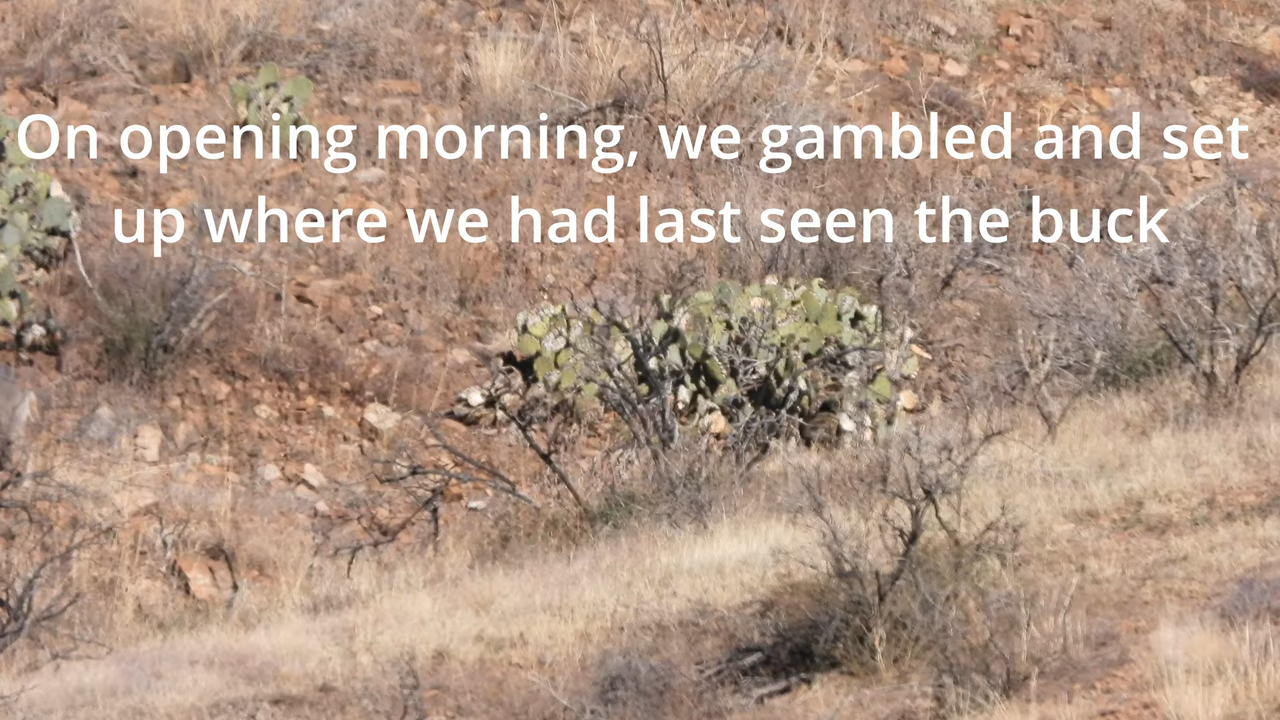 On opening morning, we gambled and set
up where we had last seen the buck